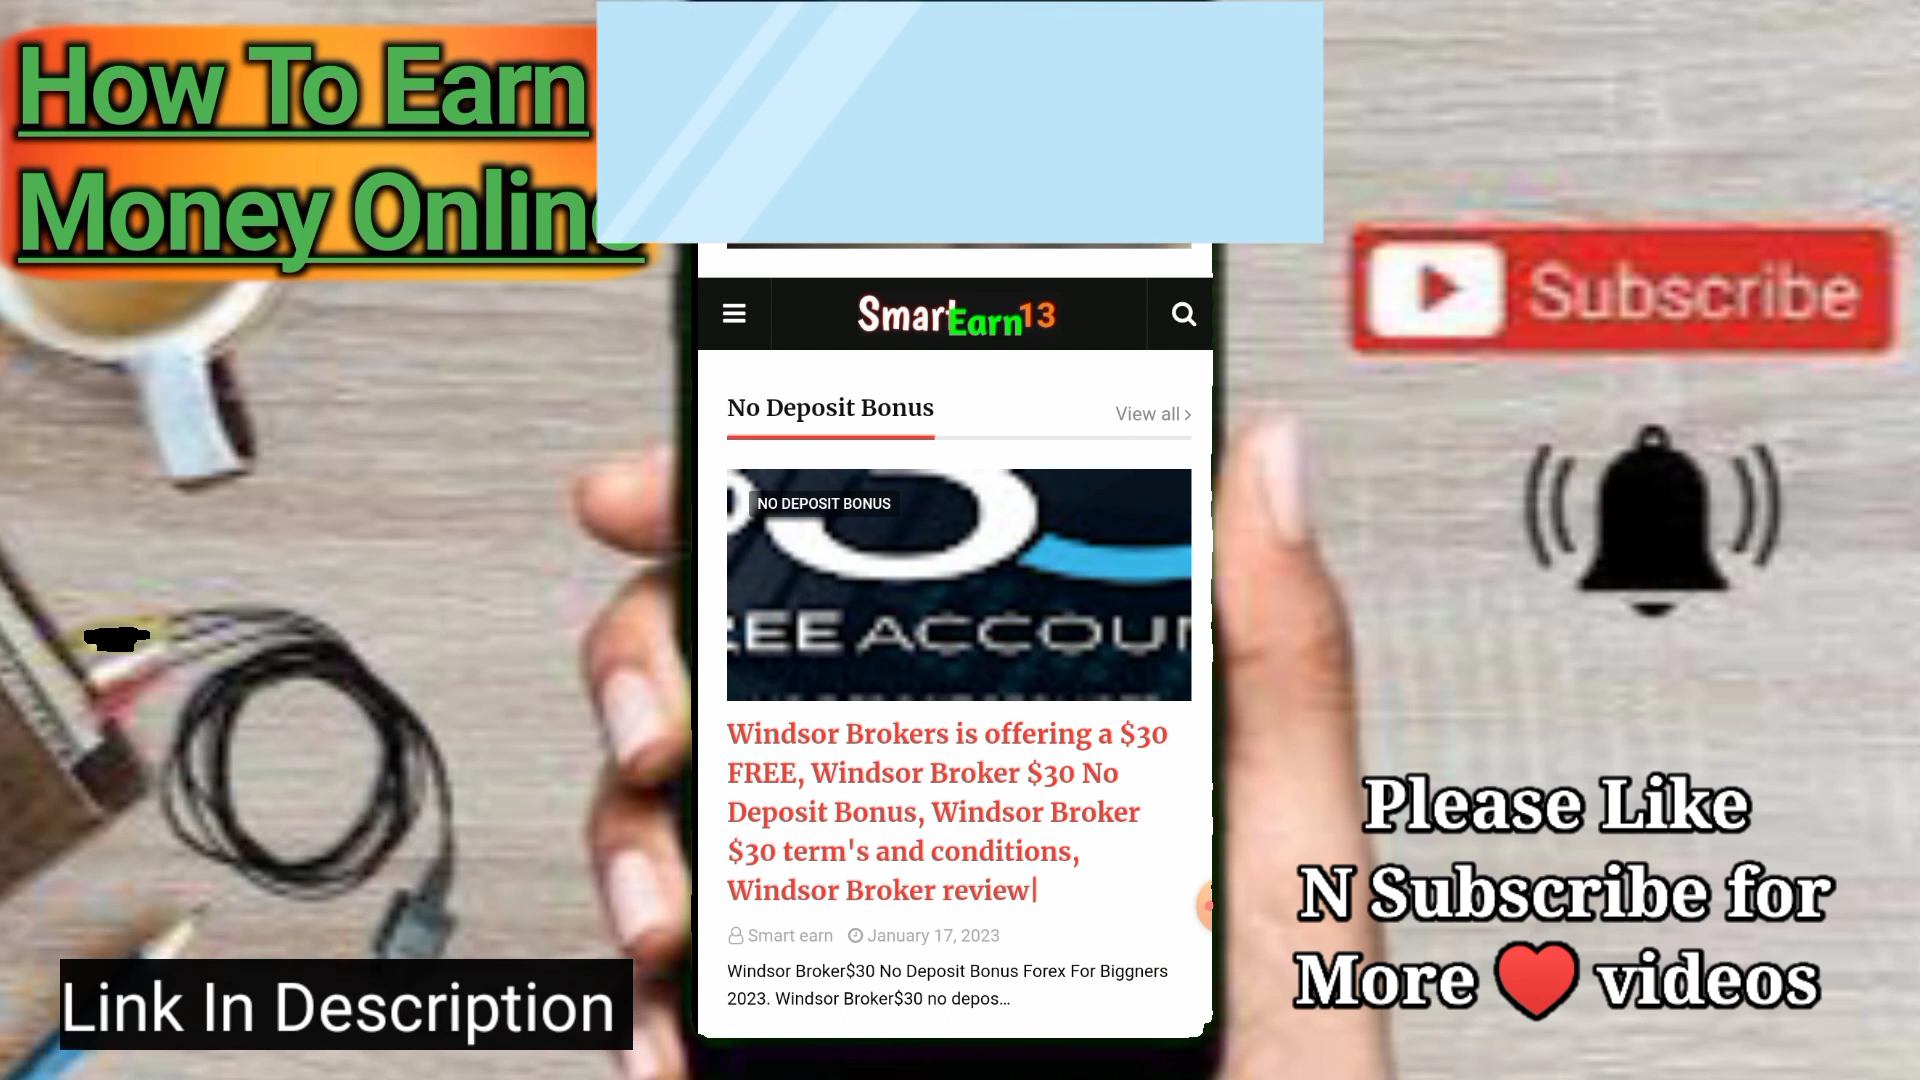 How To Earn
Money Online
Subscribe
SmartEarn13
No Deposit Bonus
View all
NO DEPOSIT BONUS
EE ACCOU
Windsor Brokers is offering a $30
FREE, Windsor Broker $30 No
Deposit Bonus, Windsor Broker
$30 term's and conditions,
Windsor Broker review|
Smart earn January 17, 2023
Windsor Broker$30 No Deposit Bonus Forex For Biggners
2023. Windsor Broker$30 no depos...
Please Like
N Subscribe for
More ❤ videos
Link In Description